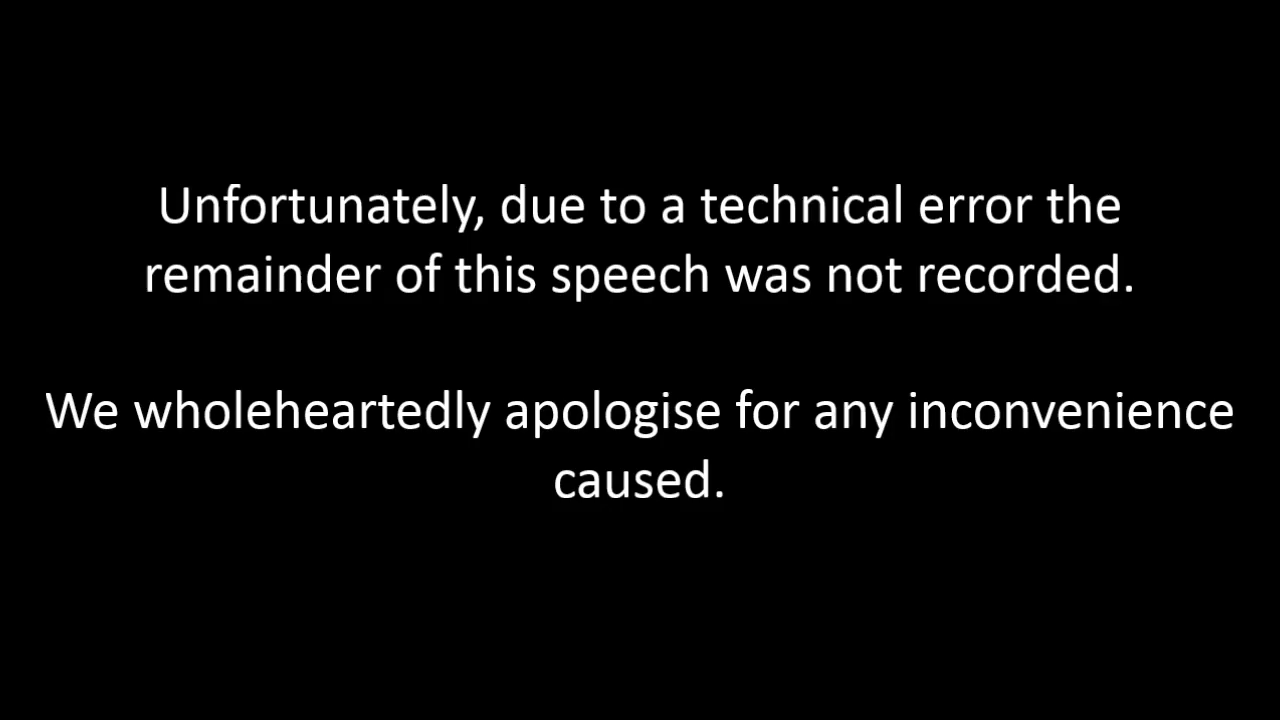 Unfortunately, due to a technical error the
remainder of this speech was not recorded.
We wholeheartedly apologise for any inconvenience
caused.